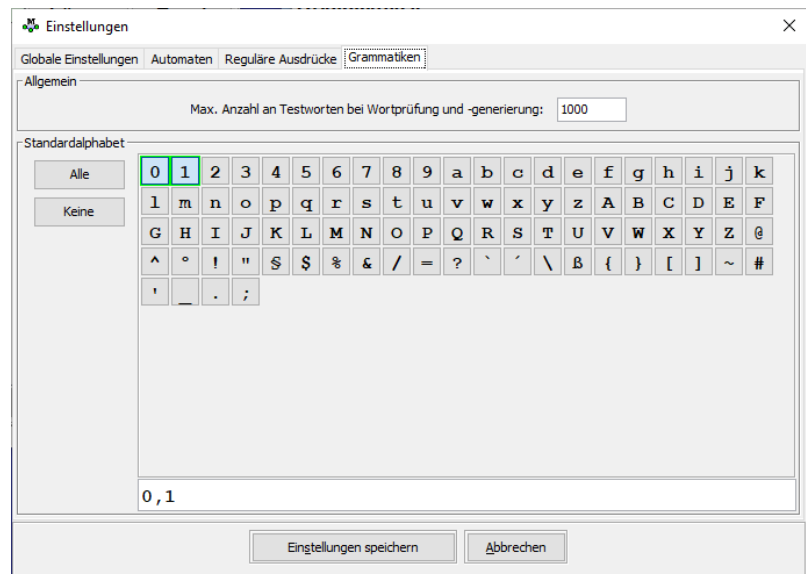 Einstellungen
Globale Einstellungen Automaten Reguläre Ausdrücke Grammatiken
Allgemein
Max. Anzahl an Testworten bei Wortprüfung und -generierung: 1000
Standardalphabet
Alle
Keine
0 1 2 3 4 5 6 7 8 9 a b c d e f g h i j k
l m n o p q r s t u v w x y z A B C D E F
G H I J K L M N O P Q R S T U V W X Y Z @
^ ° ! " § $ % & / = ? ` ´ \ ß { } [ ] ~ #
' _ . ;
0,1
Einstellungen speichern Abbrechen